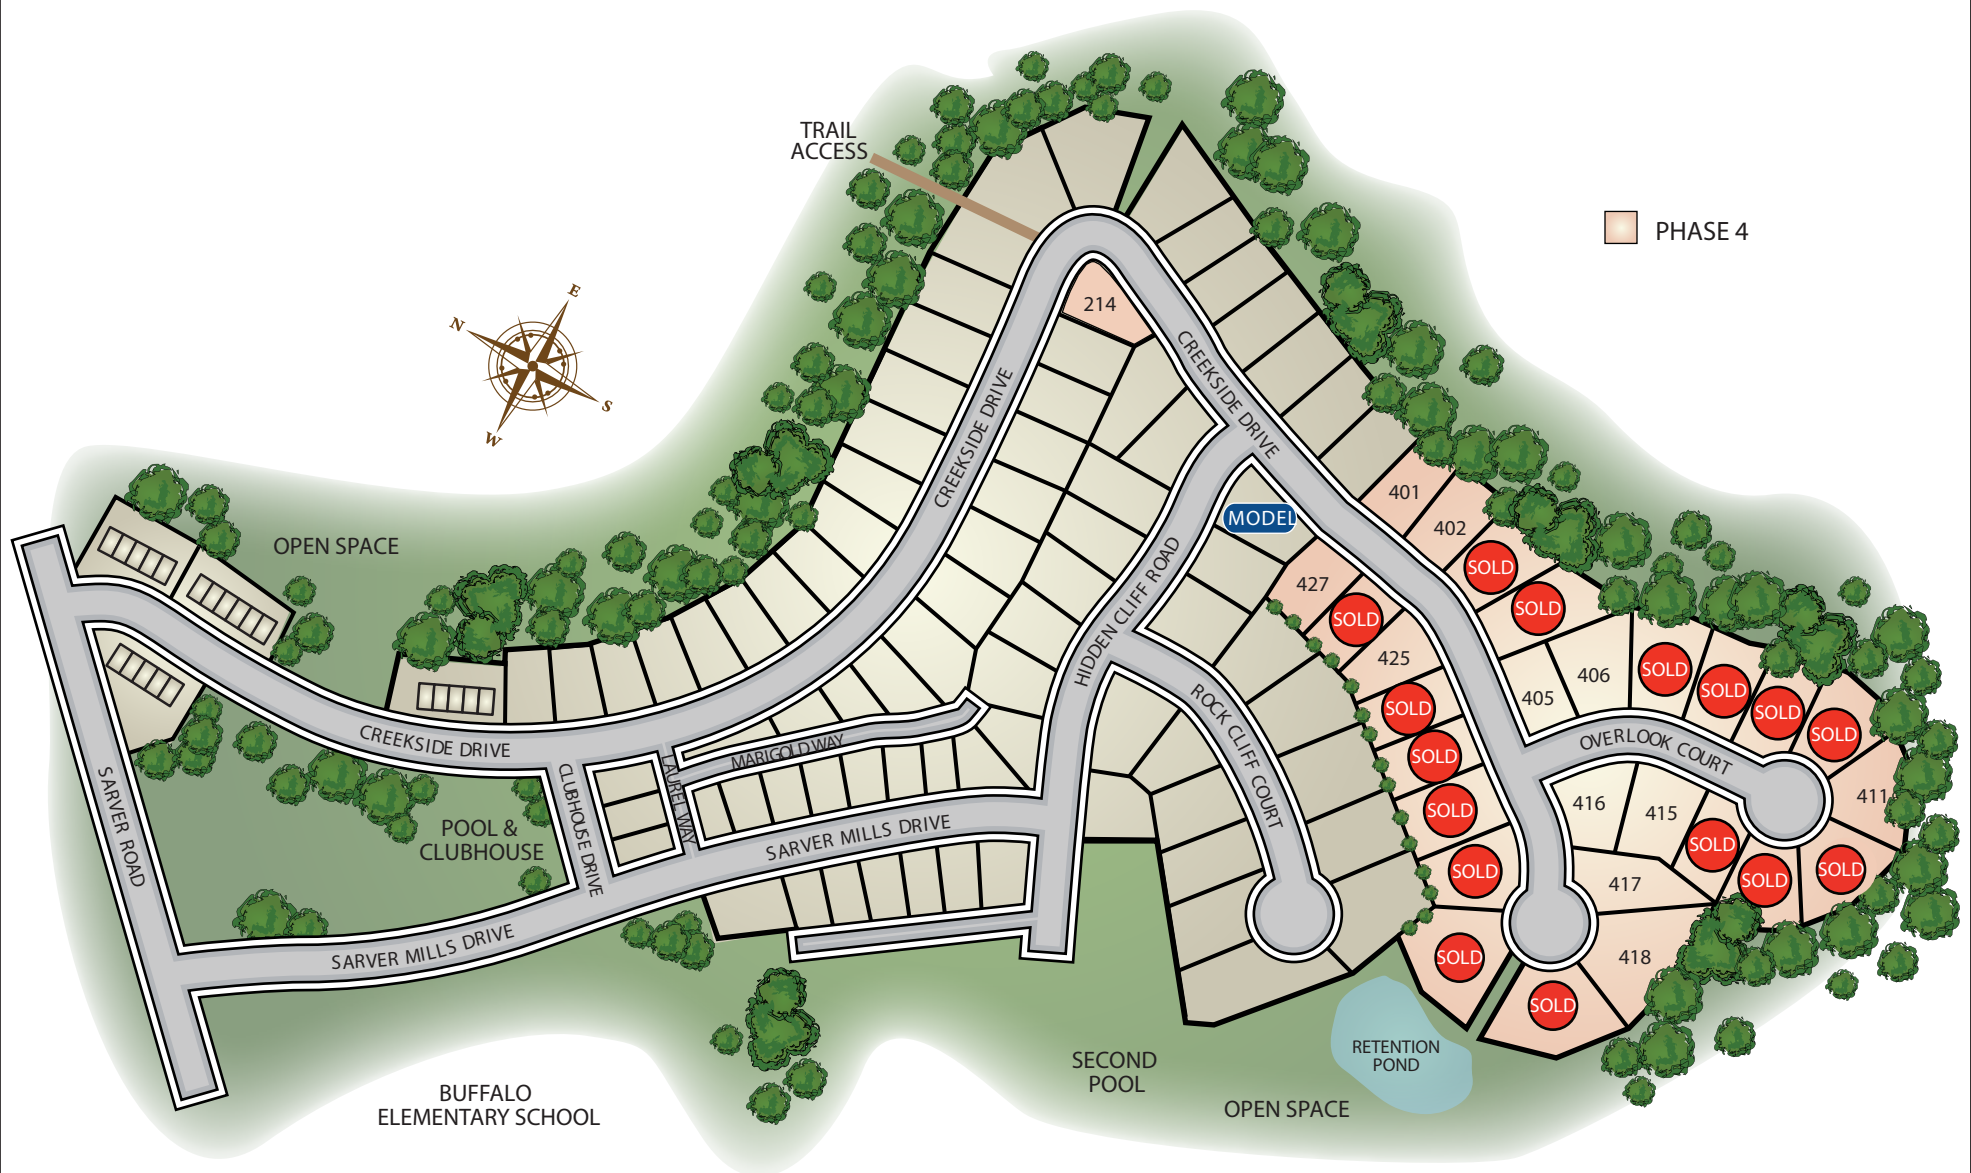 TRAIL
ACCESS
PHASE 4
E
N
S
W
214
CREEKSIDE DRIVE
CREEKSIDE DRIVE
401
402
MODEL
OPEN SPACE
HIDDEN CLIFF ROAD
SOLD
SOLD
427
SOLD
425
406
405
SOLD
SOLD
SOLD
SOLD
SOLD
SOLD
SOLD
ROCK CLIFF COURT
OVERLOOK COURT
CREEKSIDE DRIVE
MARIGOLD WAY
LAUREL WAY
CLUBHOUSE DRIVE
SARVER ROAD
POOL &
CLUBHOUSE
SARVER MILLS DRIVE
411
416
415
SOLD
SOLD
SOLD
SOLD
417
SARVER MILLS DRIVE
SOLD
418
SOLD
RETENTION
POND
SECOND
POOL
OPEN SPACE
BUFFALO
ELEMENTARY SCHOOL